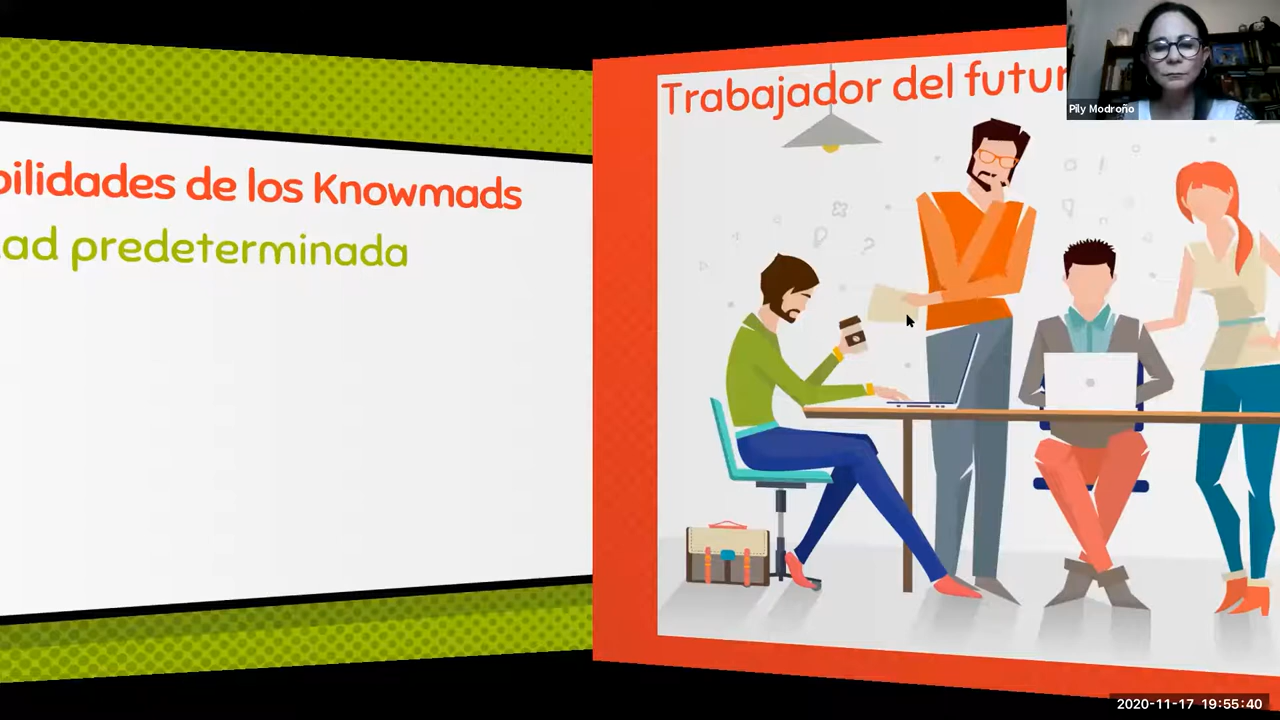 bilidades de los Knowmads
ad predeterminada
Trabajador del futur
Pily Modroño
2020-11-17 19:55:40